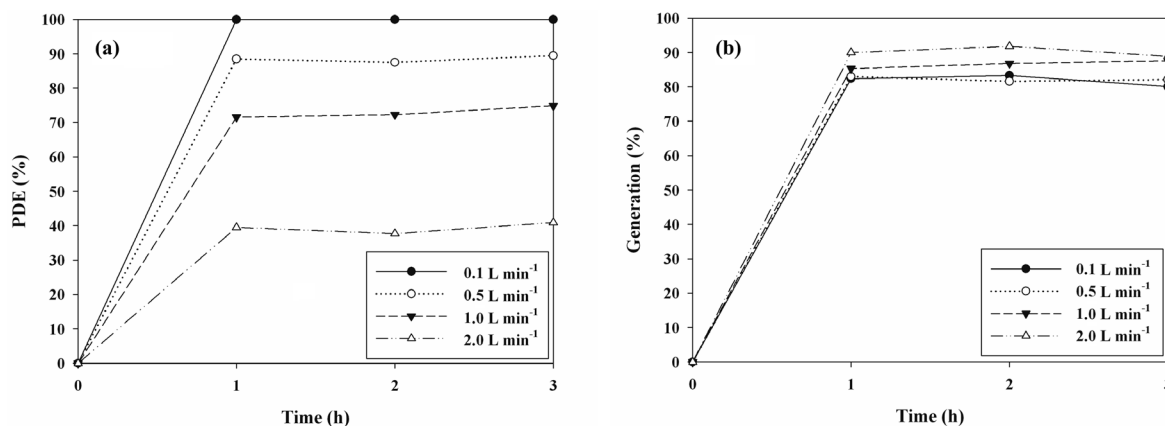 (a)
PDE (%)
100
90
80
70
60
50
40
30
20
10
0
0 1 2 3
Time (h)
0.1 L min⁻¹
0.5 L min⁻¹
1.0 L min⁻¹
2.0 L min⁻¹
(b)
Generation (%)
100
90
80
70
60
50
40
30
20
10
0
0 1 2
Time (h)
0.1 L min⁻¹
0.5 L min⁻¹
1.0 L min⁻¹
2.0 L min⁻¹